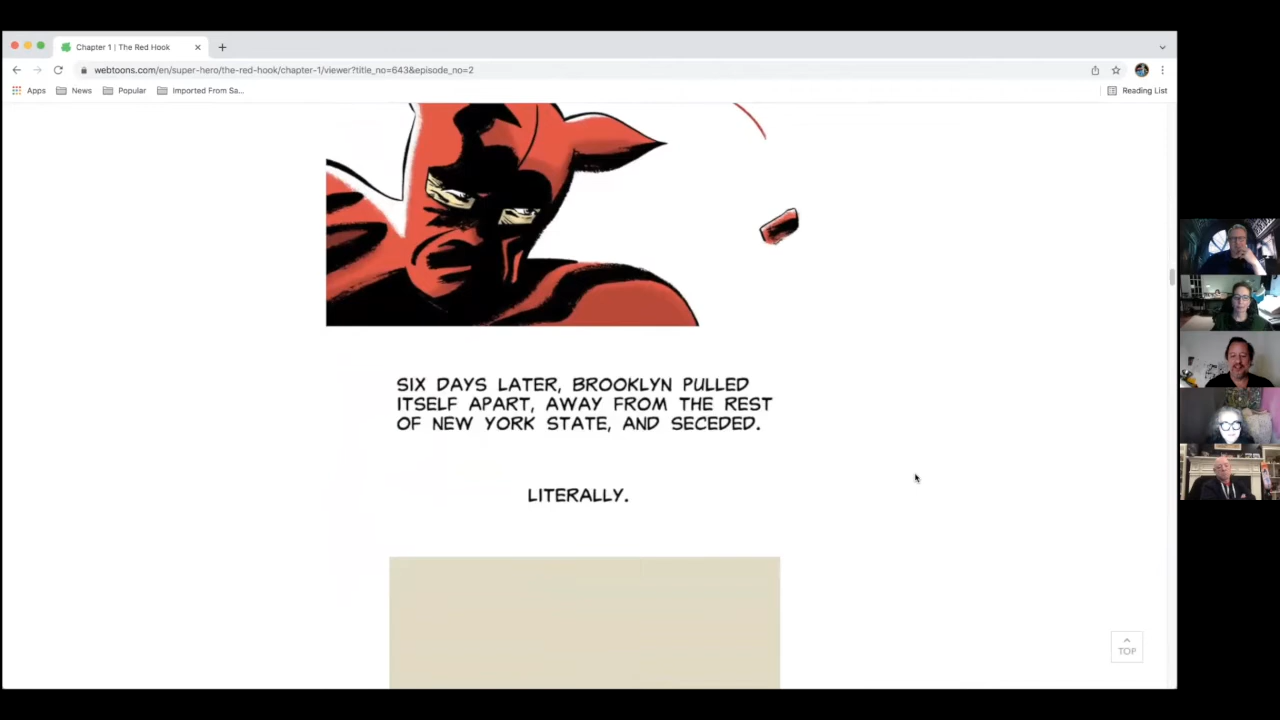 Chapter 1 | The Red Hook
webtoons.com/en/super-hero/the-red-hook/chapter-1/viewer?title_no=643&episode_no=2
Apps News Popular Imported From Sa... Reading List
SIX DAYS LATER, BROOKLYN PULLED
ITSELF APART, AWAY FROM THE REST
OF NEW YORK STATE, AND SECEDED.
LITERALLY.
TOP